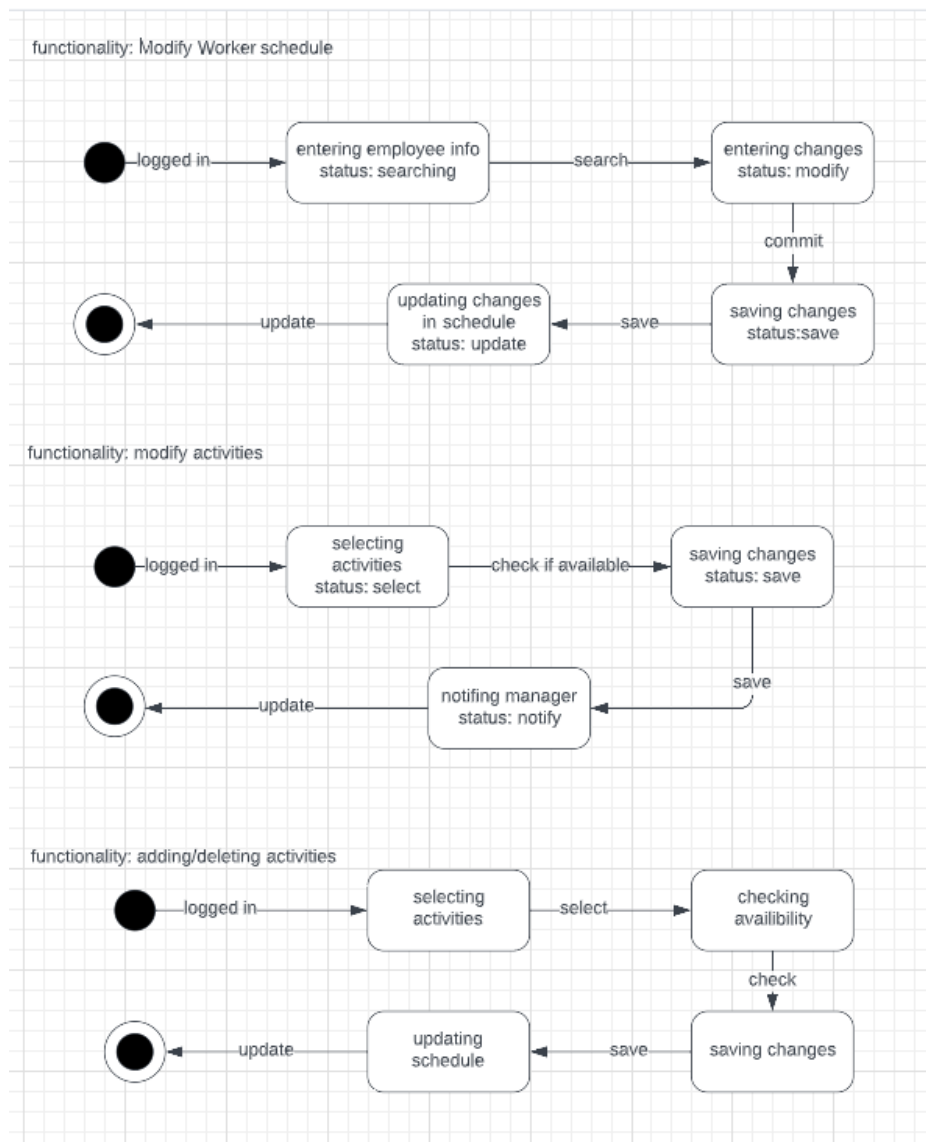 functionality: Modify Worker schedule
logged in
entering employee info
status: searching
search
entering changes
status: modify
commit
saving changes
status:save
save
updating changes
in schedule
status: update
update
functionality: modify activities
logged in
selecting
activities
status: select
check if available
saving changes
status: save
save
notifing manager
status: notify
update
functionality: adding/deleting activities
logged in
selecting
activities
select
checking
availibility
check
saving changes
save
updating
schedule
update